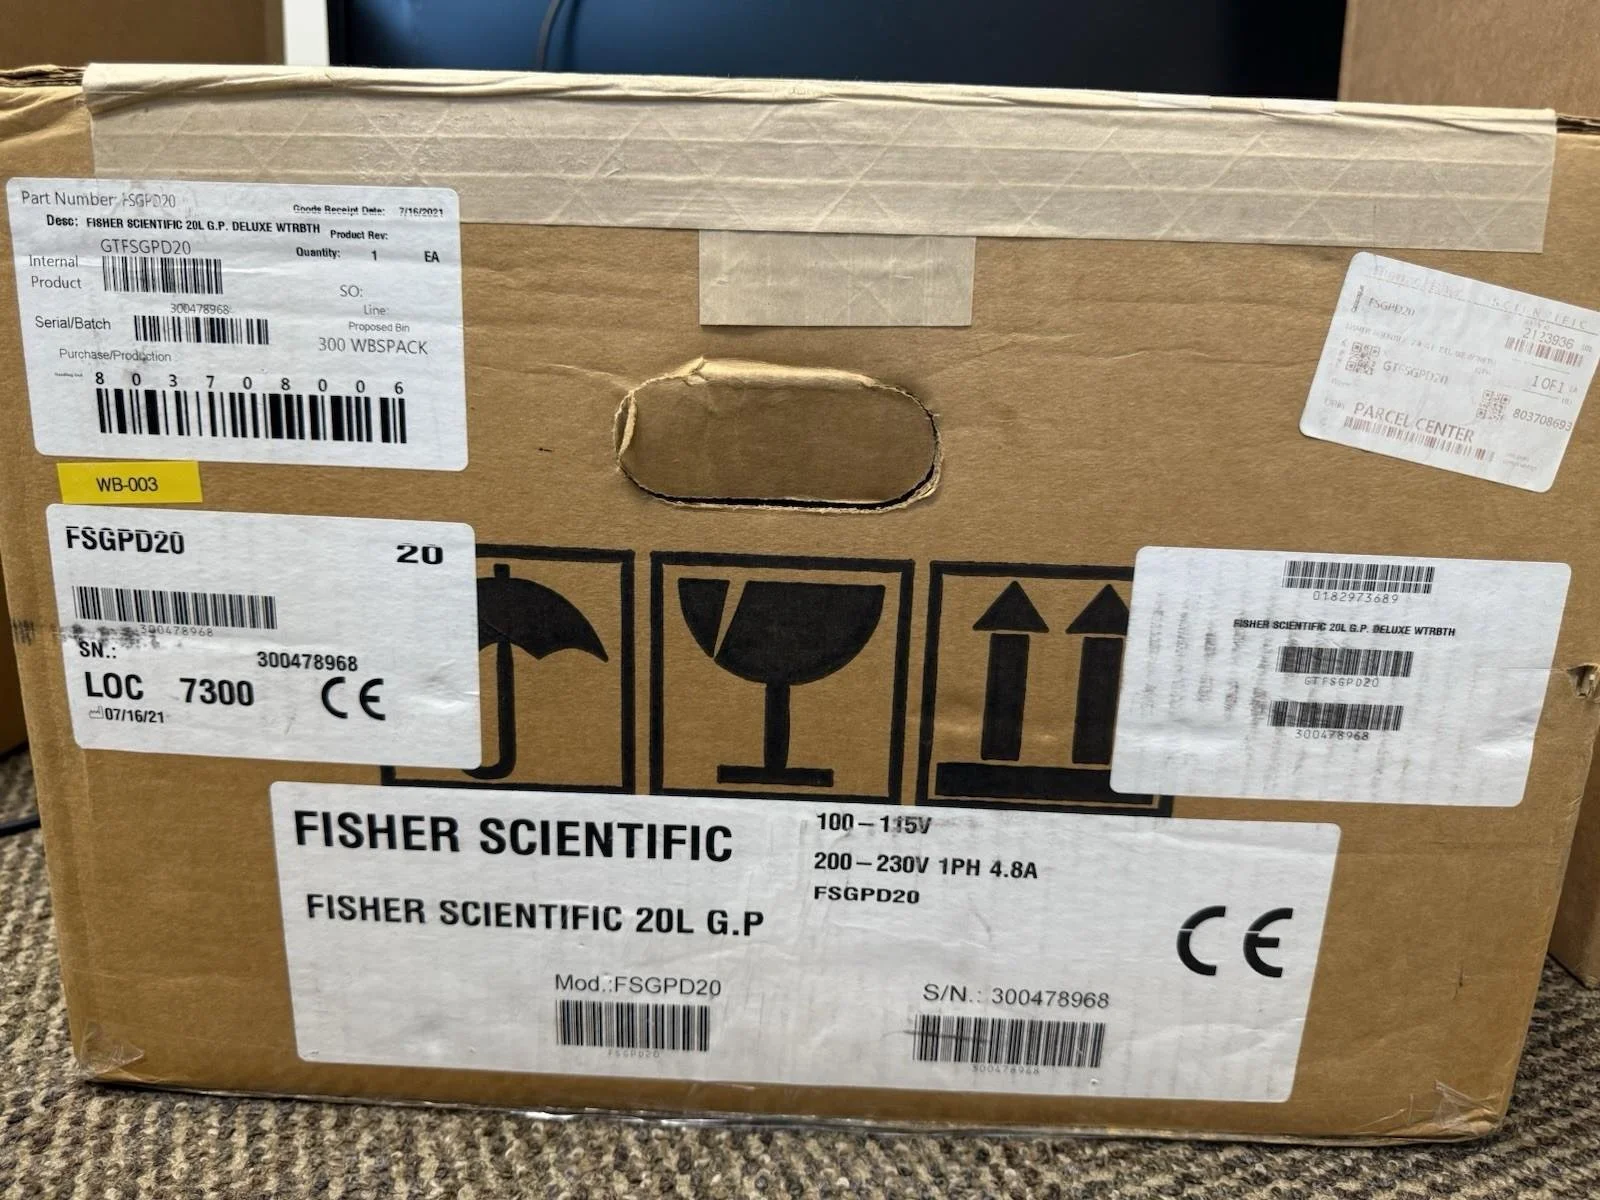 Part Number: FSGPD20
Goods Receipt Date: 7/16/2021
Desc: FISHER SCIENTIFIC 20L G.P. DELUXE WTRBTH
Product Rev:
GTFSGPD20
Quantity: 1 EA
Internal
Product
SO:
300478968
Line:
Serial/Batch
Proposed Bin
300 WBSPACK
Purchase/Production
8 0 3 7 0 8 0 0 6
WB-003
FSGPD20 20
300478968
SN.: 300478968
LOC 7300 CE
07/16/21
SCIENTIFIC
FSGPD20
2123936
GTFSGPD20
1 OF 1
PARCEL CENTER
803708693
0182973689
FISHER SCIENTIFIC 20L G.P. DELUXE WTRBTH
GTFSGPD20
300478968
FISHER SCIENTIFIC
100-115V
200-230V 1PH 4.8A
FSGPD20
FISHER SCIENTIFIC 20L G.P
CE
Mod.:FSGPD20
FSGPD20
S/N.: 300478968
300478968